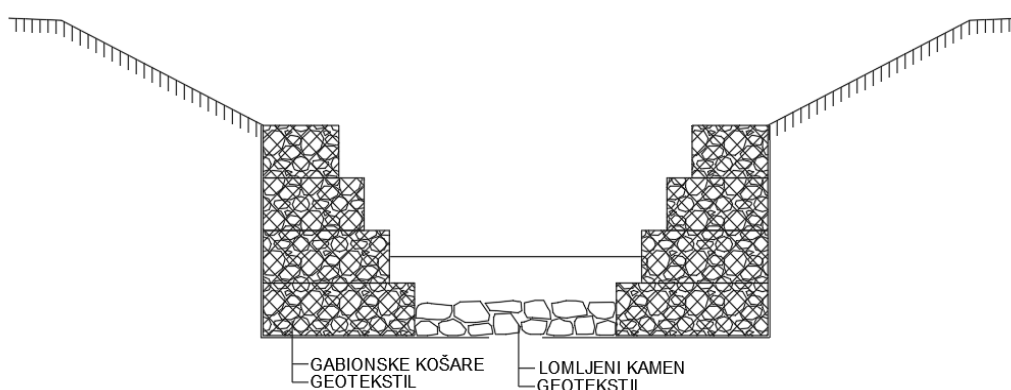 GABIONSKE KOŠARE
GEOTEKSTIL
LOMLJENI KAMEN
GEOTEKSTIL